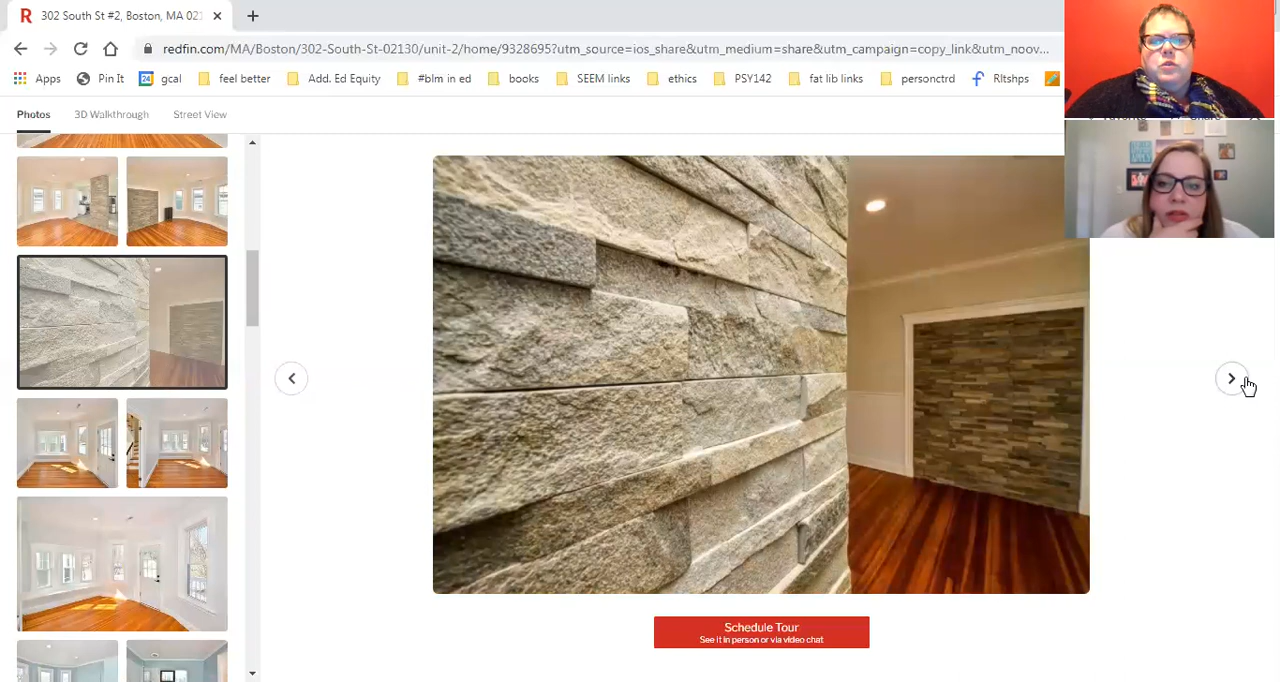 302 South St #2, Boston, MA 021
redfin.com/MA/Boston/302-South-St-02130/unit-2/home/9328695?utm_source=ios_share&utm_medium=share&utm_campaign=copy_link&utm_noov...
Apps Pin It gcal feel better Add. Ed Equity #blm in ed books SEEM links ethics PSY142 fat lib links personctrd Rltshps
Photos 3D Walkthrough Street View
Schedule Tour
See it in person or via video chat